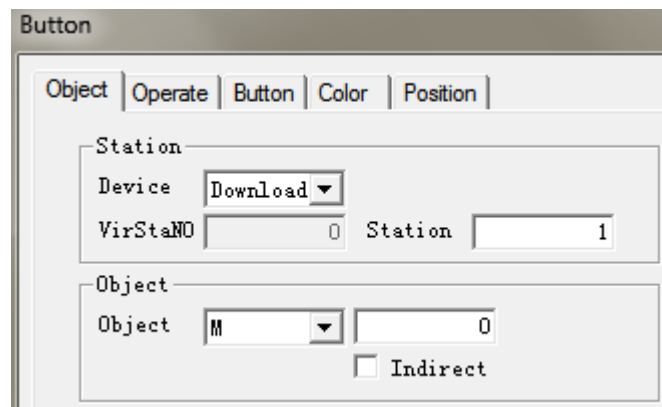 Button
Object Operate Button Color Position
Station
Device Download
VirStaNO 0 Station 1
Object
Object M 0
Indirect